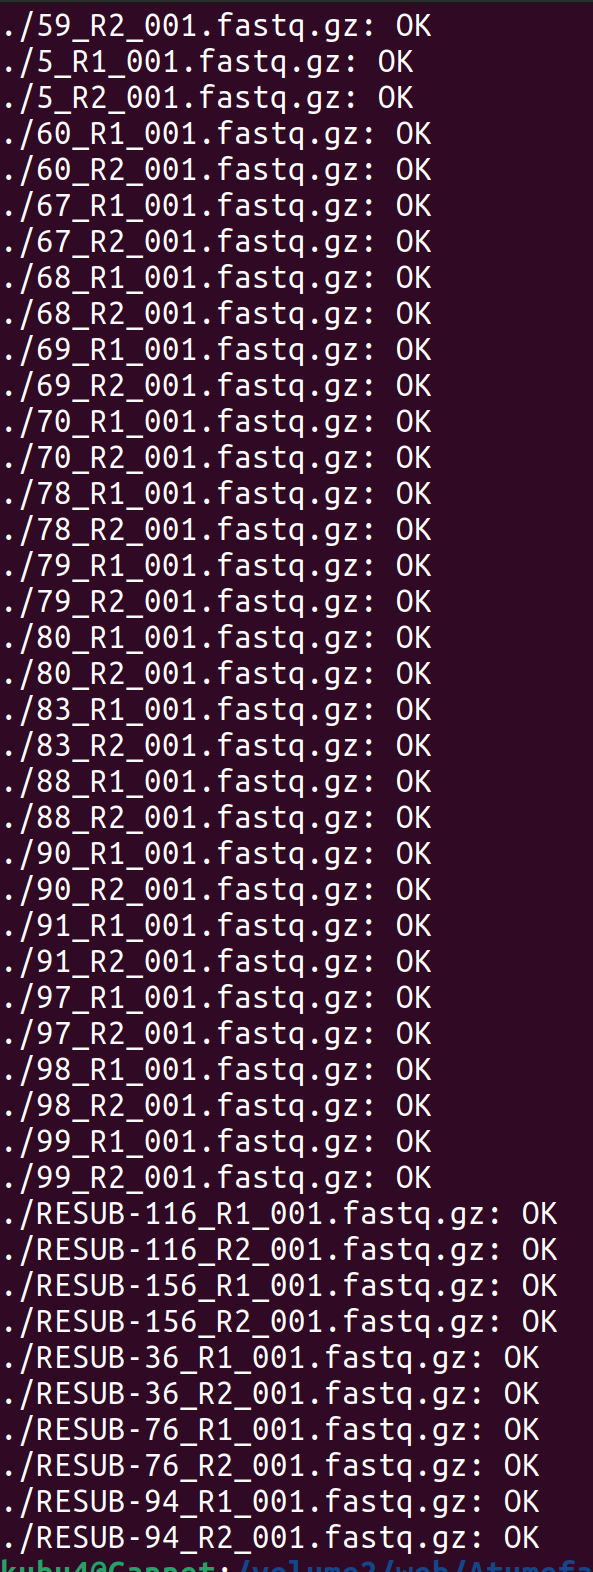 ./59_R2_001.fastq.gz: OK
./5_R1_001.fastq.gz: OK
./5_R2_001.fastq.gz: OK
./60_R1_001.fastq.gz: OK
./60_R2_001.fastq.gz: OK
./67_R1_001.fastq.gz: OK
./67_R2_001.fastq.gz: OK
./68_R1_001.fastq.gz: OK
./68_R2_001.fastq.gz: OK
./69_R1_001.fastq.gz: OK
./69_R2_001.fastq.gz: OK
./70_R1_001.fastq.gz: OK
./70_R2_001.fastq.gz: OK
./78_R1_001.fastq.gz: OK
./78_R2_001.fastq.gz: OK
./79_R1_001.fastq.gz: OK
./79_R2_001.fastq.gz: OK
./80_R1_001.fastq.gz: OK
./80_R2_001.fastq.gz: OK
./83_R1_001.fastq.gz: OK
./83_R2_001.fastq.gz: OK
./88_R1_001.fastq.gz: OK
./88_R2_001.fastq.gz: OK
./90_R1_001.fastq.gz: OK
./90_R2_001.fastq.gz: OK
./91_R1_001.fastq.gz: OK
./91_R2_001.fastq.gz: OK
./97_R1_001.fastq.gz: OK
./97_R2_001.fastq.gz: OK
./98_R1_001.fastq.gz: OK
./98_R2_001.fastq.gz: OK
./99_R1_001.fastq.gz: OK
./99_R2_001.fastq.gz: OK
./RESUB-116_R1_001.fastq.gz: OK
./RESUB-116_R2_001.fastq.gz: OK
./RESUB-156_R1_001.fastq.gz: OK
./RESUB-156_R2_001.fastq.gz: OK
./RESUB-36_R1_001.fastq.gz: OK
./RESUB-36_R2_001.fastq.gz: OK
./RESUB-76_R1_001.fastq.gz: OK
./RESUB-76_R2_001.fastq.gz: OK
./RESUB-94_R1_001.fastq.gz: OK
./RESUB-94_R2_001.fastq.gz: OK